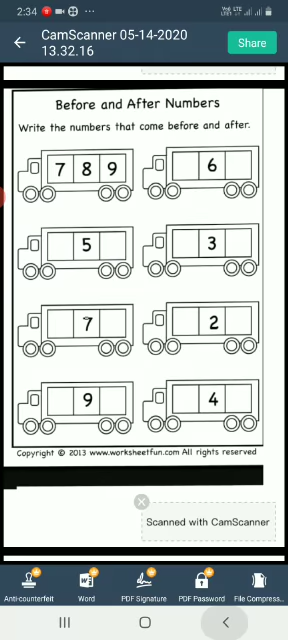 2:34
CamScanner 05-14-2020
13.32.16
Share
Before and After Numbers
Write the numbers that come before and after.
7 8 9
6
5
3
7
2
9
4
Copyright © 2013 www.worksheetfun.com All rights reserved
Scanned with CamScanner
Anti-counterfeit
Word
PDF Signature
PDF Password
File Compress...